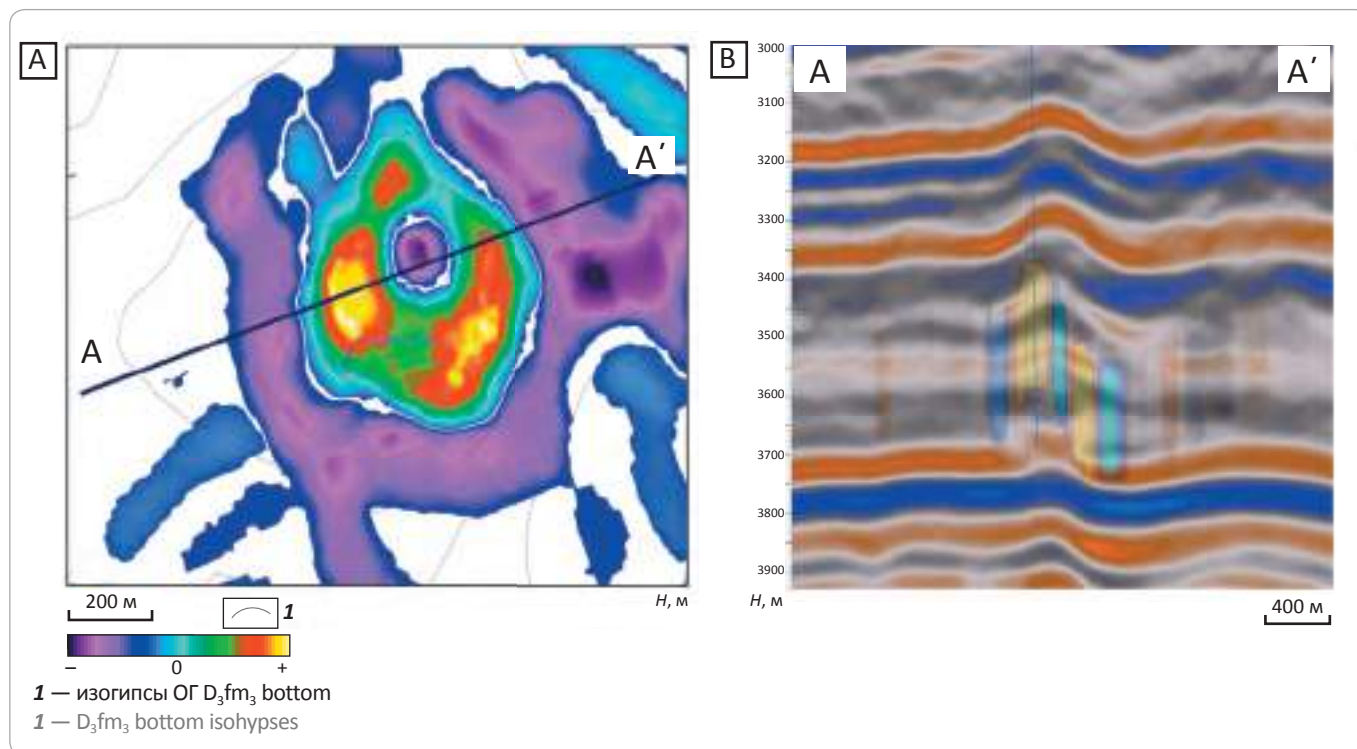 A
A
A′
200 м
1
H, м
–
0
+
1 — изогипсы ОГ D₃fm₃ bottom
1 — D₃fm₃ bottom isohypses
B
A
A′
3000
3100
3200
3300
3400
3500
3600
3700
3800
3900
H, м
400 м